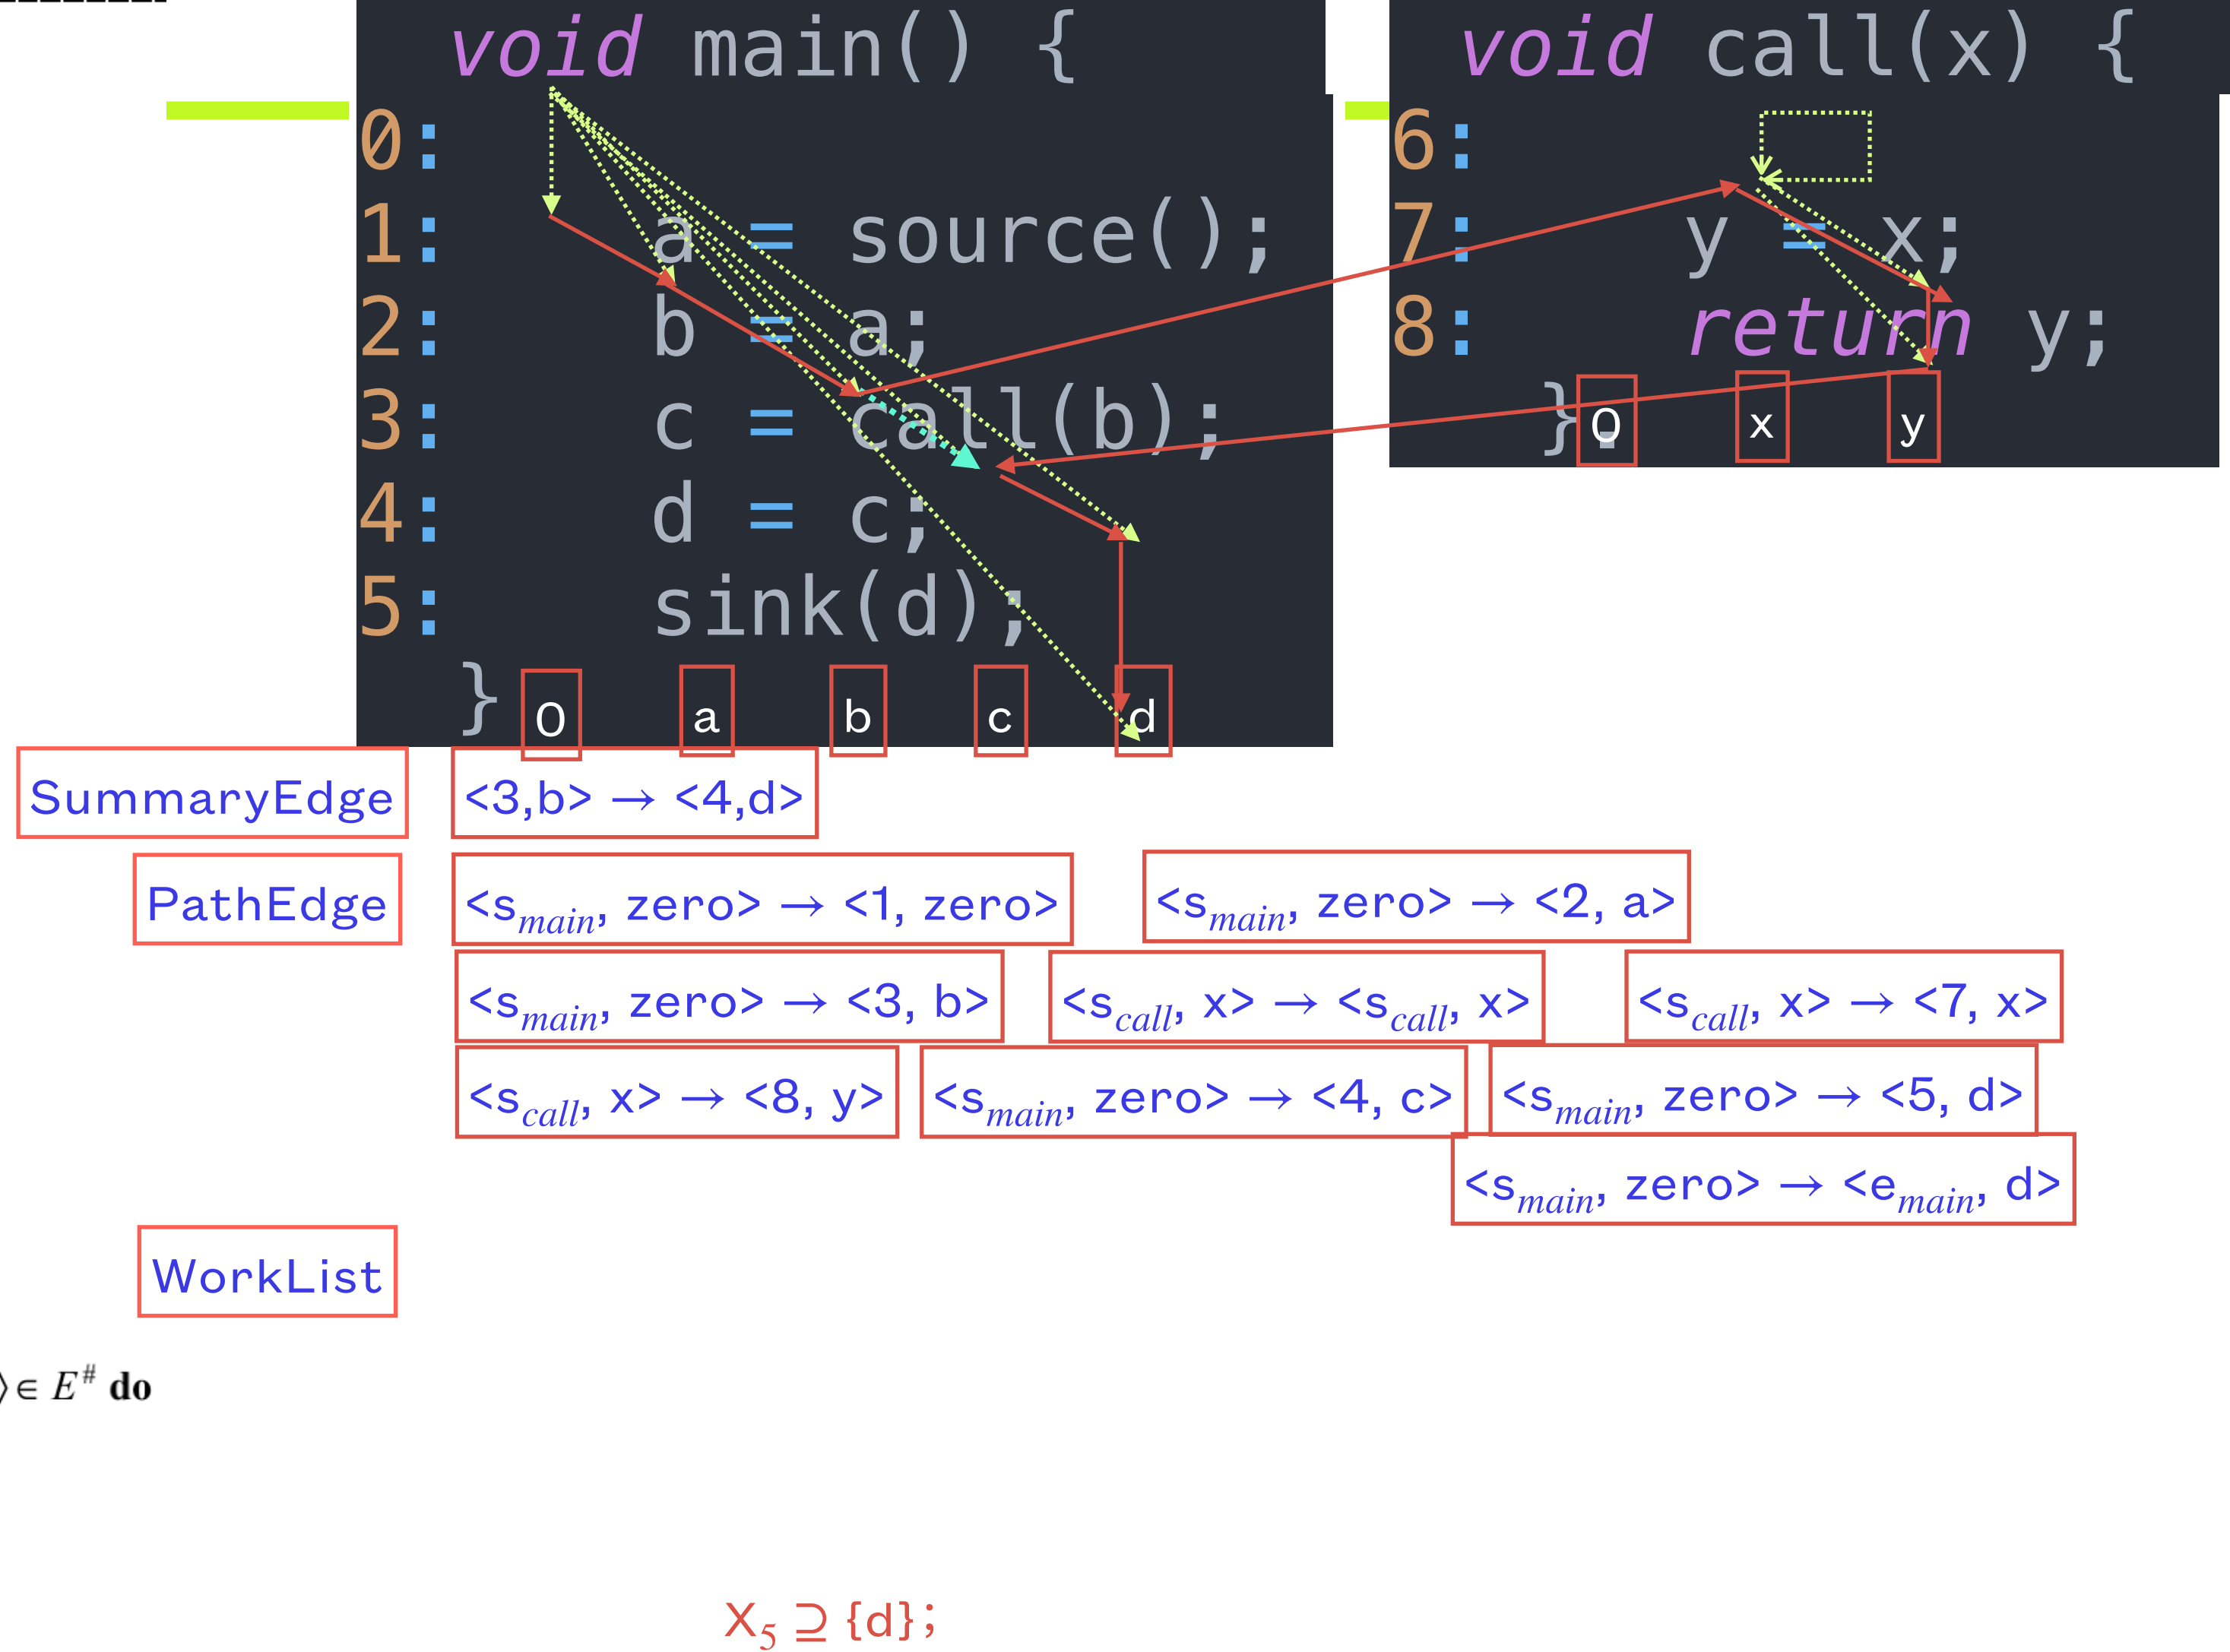 void main() {
0:
1: a = source();
2: b = a;
3: c = call(b);
4: d = c;
5: sink(d);
}
0 a b c d
void call(x) {
6:
7: y = x;
8: return y;
}
0 x y
SummaryEdge <3,b> → <4,d>
PathEdge <s_main, zero> → <1, zero> <s_main, zero> → <2, a>
<s_main, zero> → <3, b> <s_call, x> → <s_call, x> <s_call, x> → <7, x>
<s_call, x> → <8, y> <s_main, zero> → <4, c> <s_main, zero> → <5, d>
<s_main, zero> → <e_main, d>
WorkList
⟩ ∈ E# do
X₅ ⊇ {d};